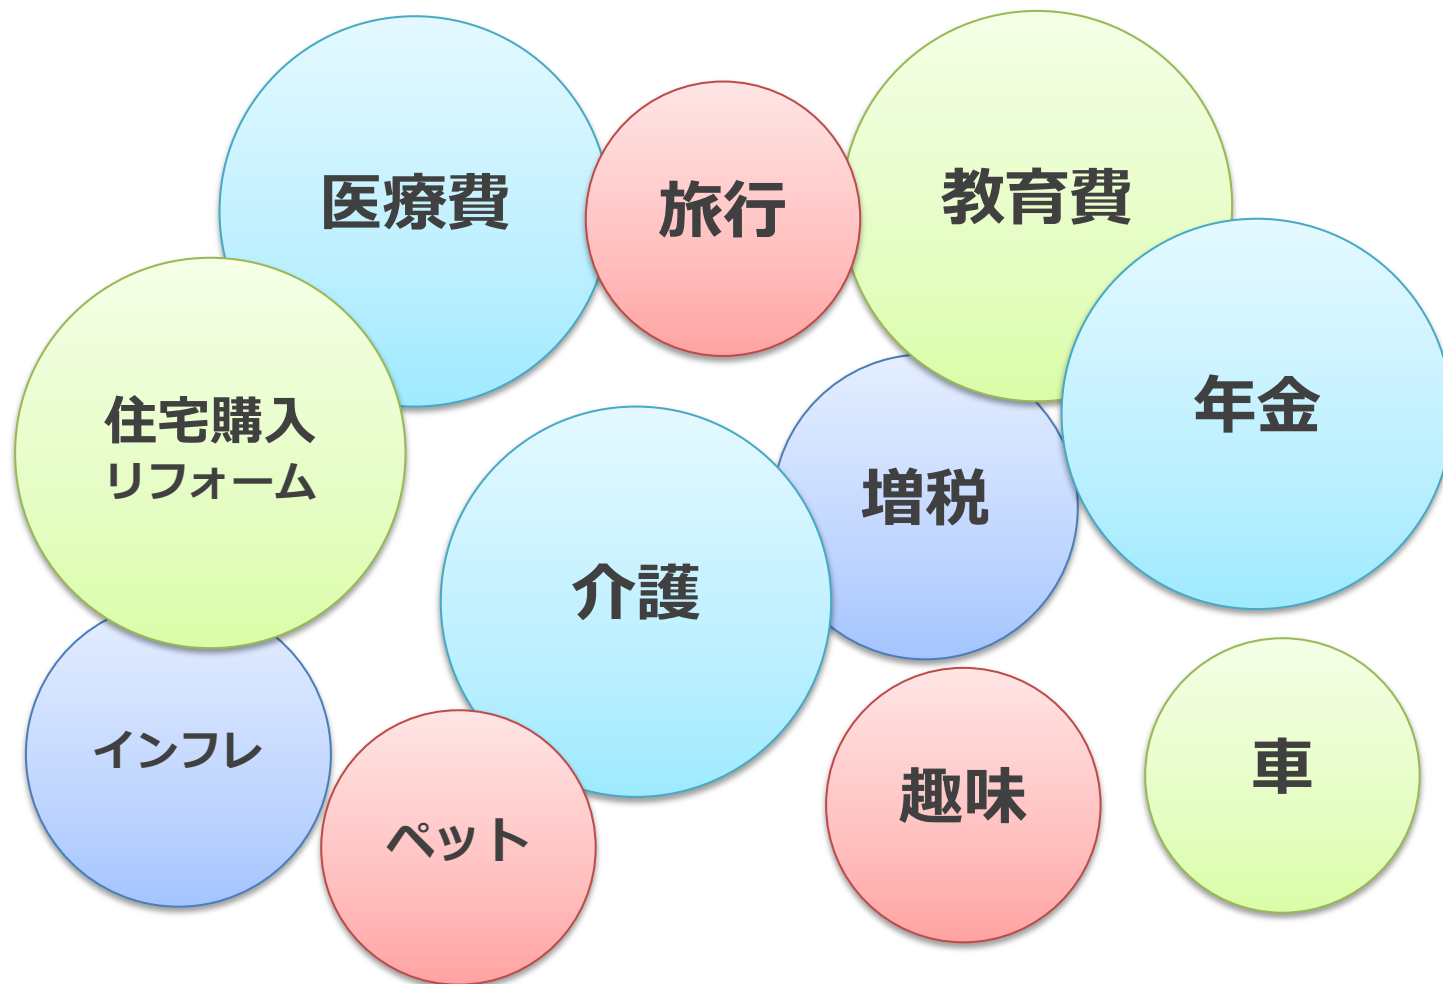 医療費
旅行
教育費
年金
住宅購入
リフォーム
増税
介護
インフレ
ペット
趣味
車